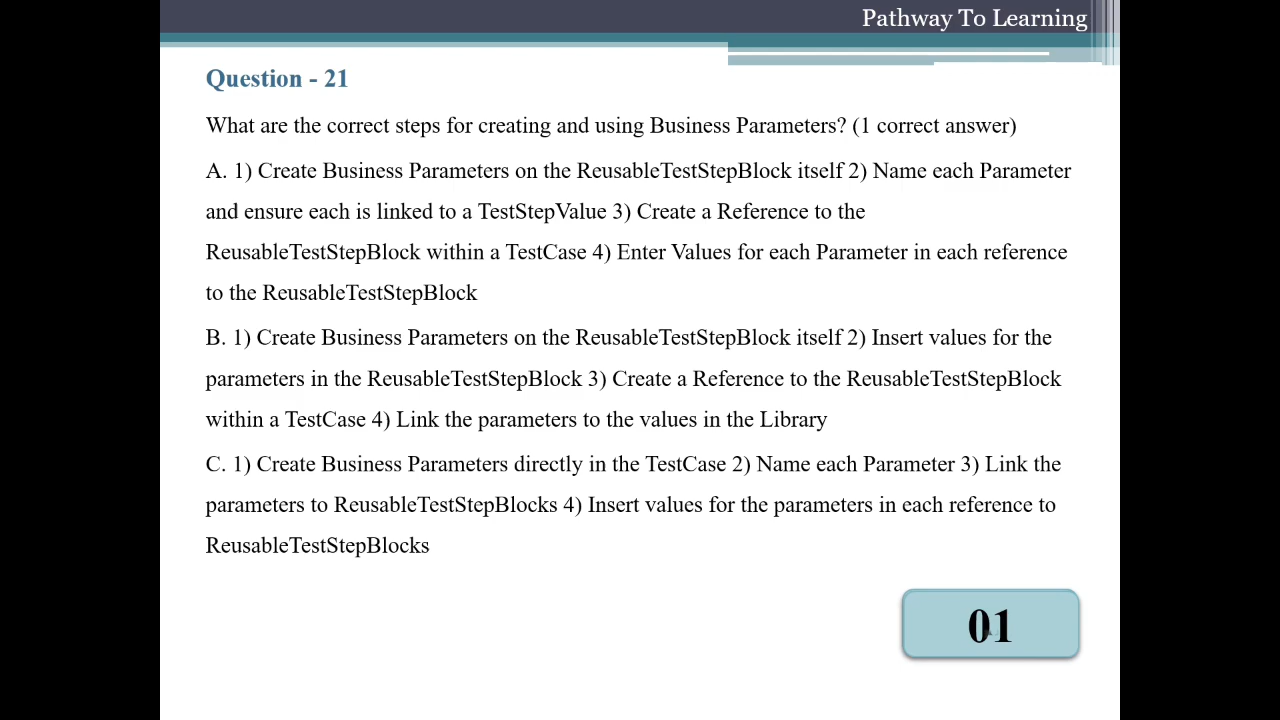 Pathway To Learning
Question - 21
What are the correct steps for creating and using Business Parameters? (1 correct answer)
A. 1) Create Business Parameters on the ReusableTestStepBlock itself 2) Name each Parameter
and ensure each is linked to a TestStepValue 3) Create a Reference to the
ReusableTestStepBlock within a TestCase 4) Enter Values for each Parameter in each reference
to the ReusableTestStepBlock
B. 1) Create Business Parameters on the ReusableTestStepBlock itself 2) Insert values for the
parameters in the ReusableTestStepBlock 3) Create a Reference to the ReusableTestStepBlock
within a TestCase 4) Link the parameters to the values in the Library
C. 1) Create Business Parameters directly in the TestCase 2) Name each Parameter 3) Link the
parameters to ReusableTestStepBlocks 4) Insert values for the parameters in each reference to
ReusableTestStepBlocks
01